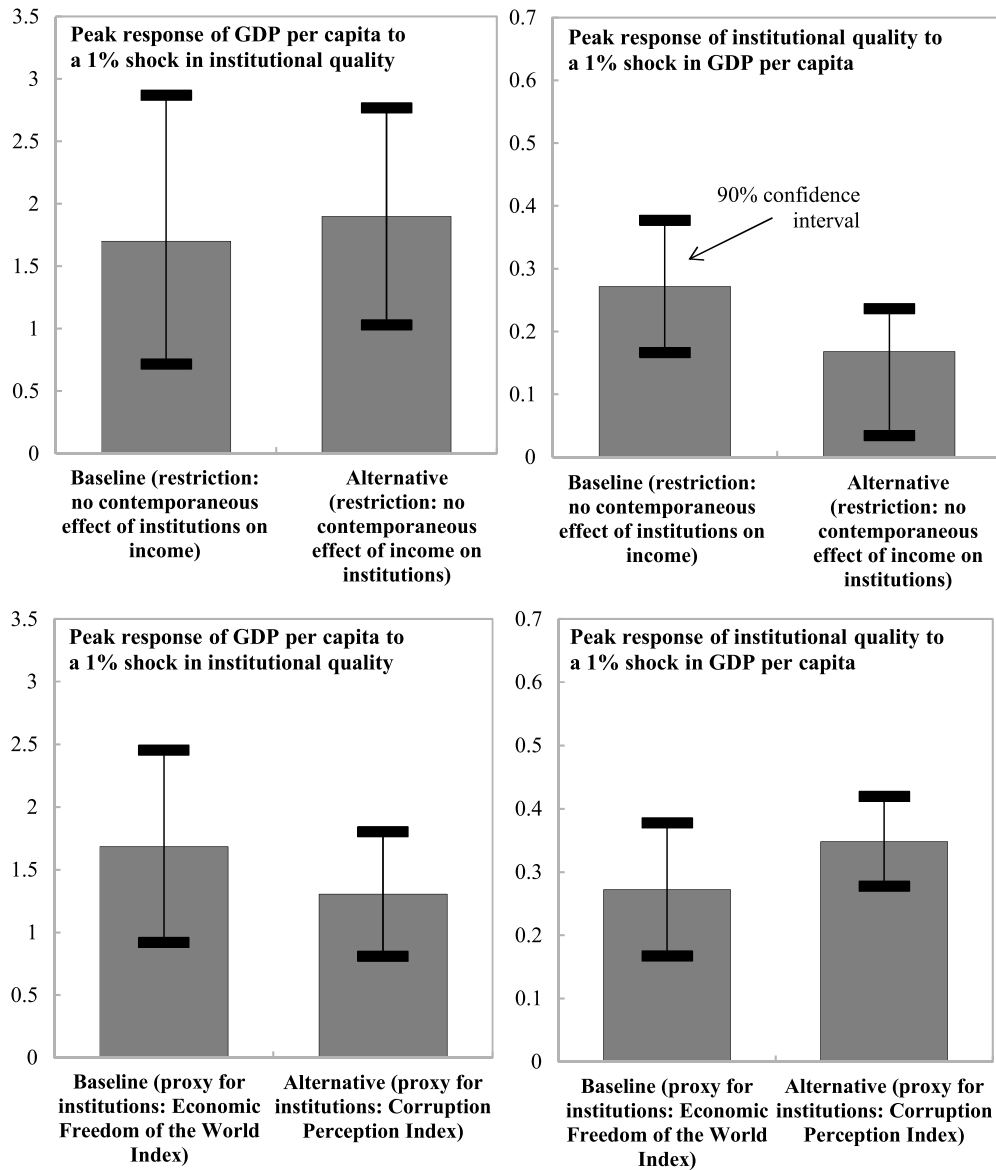 Peak response of GDP per capita to
a 1% shock in institutional quality
3.5
3
2.5
2
1.5
1
0.5
0
Baseline (restriction:
no contemporaneous
effect of institutions on
income)
Alternative
(restriction: no
contemporaneous
effect of income on
institutions)
Peak response of institutional quality to
a 1% shock in GDP per capita
0.7
0.6
0.5
0.4
0.3
0.2
0.1
0
90% confidence
interval
Baseline (restriction:
no contemporaneous
effect of institutions on
income)
Alternative
(restriction: no
contemporaneous
effect of income on
institutions)
Peak response of GDP per capita to
a 1% shock in institutional quality
3.5
3
2.5
2
1.5
1
0.5
0
Baseline (proxy for
institutions: Economic
Freedom of the World
Index)
Alternative (proxy for
institutions: Corruption
Perception Index)
Peak response of institutional quality to
a 1% shock in GDP per capita
0.7
0.6
0.5
0.4
0.3
0.2
0.1
0
Baseline (proxy for
institutions: Economic
Freedom of the World
Index)
Alternative (proxy for
institutions: Corruption
Perception Index)